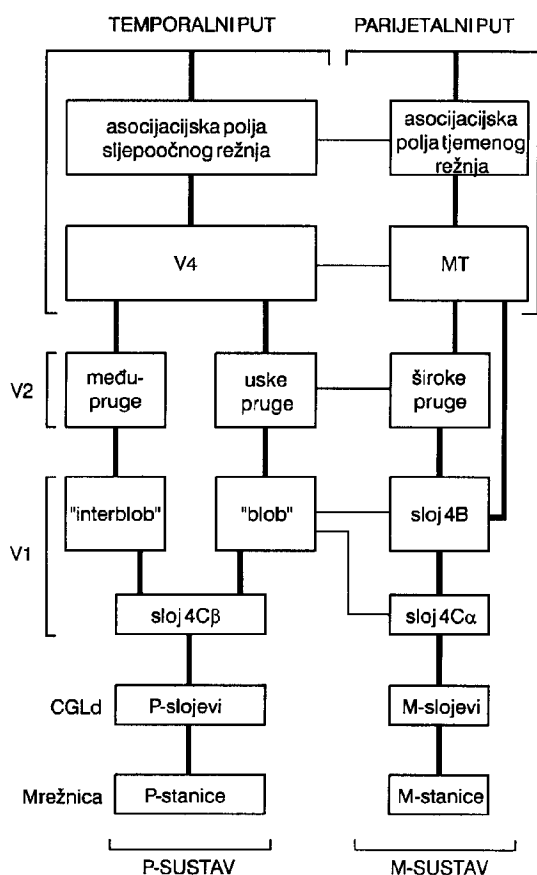 TEMPORALNI PUT
PARIJETALNI PUT
asocijacijska polja
sljepoočnog režnja
asocijacijska
polja tjemenog
režnja
V4
MT
V2
među-
pruge
uske
pruge
široke
pruge
V1
"interblob"
"blob"
sloj 4B
sloj 4Cβ
sloj 4Cα
CGLd
P-slojevi
M-slojevi
Mrežnica
P-stanice
M-stanice
P-SUSTAV
M-SUSTAV